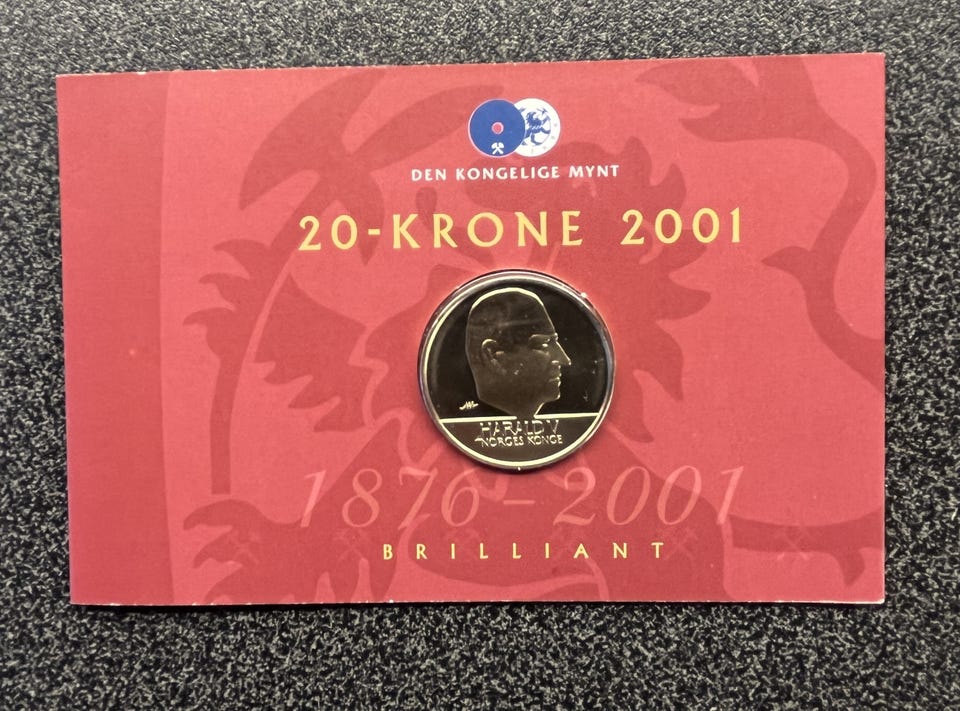 DEN KONGELIGE MYNT
20-KRONE 2001
HARALD V
NORGES KONGE
1876 – 2001
BRILLIANT